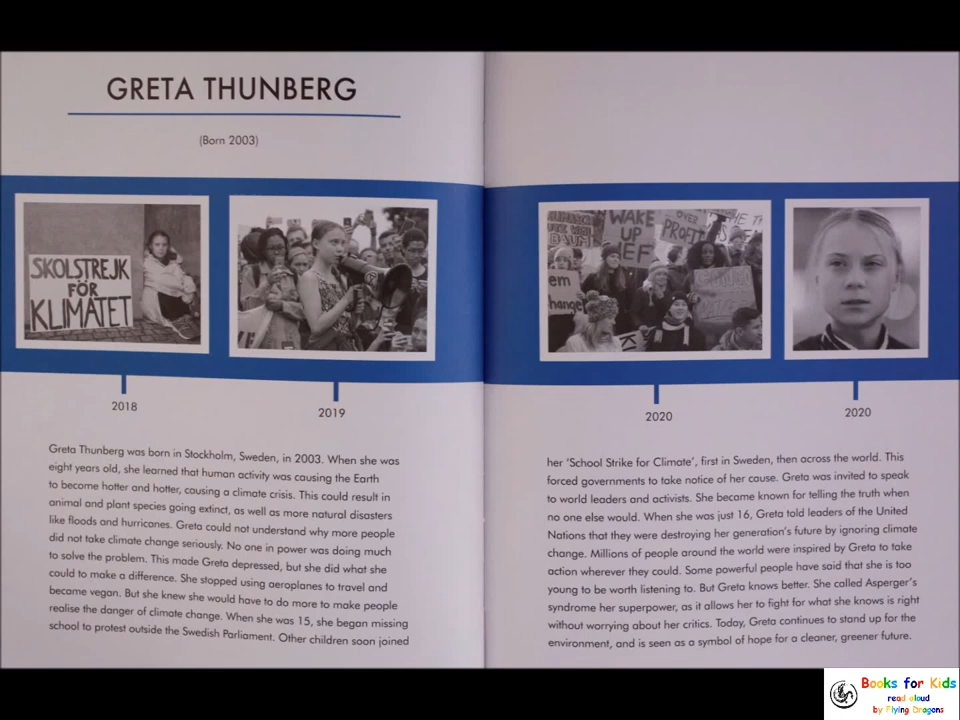 GRETA THUNBERG
(Born 2003)
SKOLSTREJK
FÖR
KLIMATET
WAKE
UP
OVER
PROFIT
em
hange
2018
2019
2020
2020
Greta Thunberg was born in Stockholm, Sweden, in 2003. When she was
eight years old, she learned that human activity was causing the Earth
to become hotter and hotter, causing a climate crisis. This could result in
animal and plant species going extinct, as well as more natural disasters
like floods and hurricanes. Greta could not understand why more people
did not take climate change seriously. No one in power was doing much
to solve the problem. This made Greta depressed, but she did what she
could to make a difference. She stopped using aeroplanes to travel and
became vegan. But she knew she would have to do more to make people
realise the danger of climate change. When she was 15, she began missing
school to protest outside the Swedish Parliament. Other children soon joined
her ‘School Strike for Climate’, first in Sweden, then across the world. This
forced governments to take notice of her cause. Greta was invited to speak
to world leaders and activists. She became known for telling the truth when
no one else would. When she was just 16, Greta told leaders of the United
Nations that they were destroying her generation’s future by ignoring climate
change. Millions of people around the world were inspired by Greta to take
action wherever they could. Some powerful people have said that she is too
young to be worth listening to. But Greta knows better. She called Asperger’s
syndrome her superpower, as it allows her to fight for what she knows is right
without worrying about her critics. Today, Greta continues to stand up for the
environment, and is seen as a symbol of hope for a cleaner, greener future.
Books for Kids
read aloud
by Flying Dragons